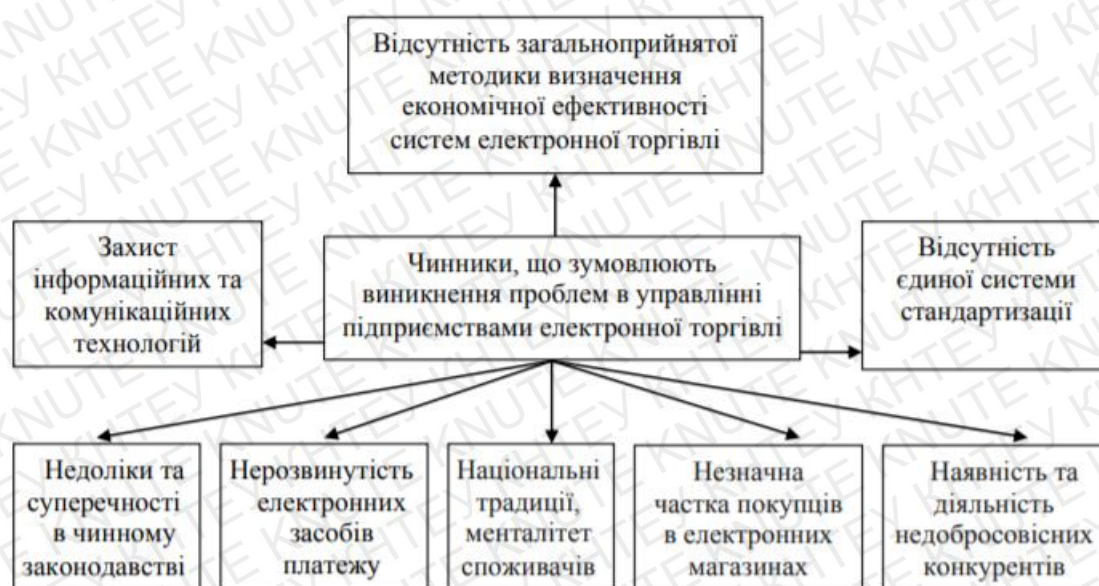 Відсутність загальноприйнятої
методики визначення
економічної ефективності
систем електронної торгівлі
Захист
інформаційних та
комунікаційних
технологій
Чинники, що зумовлюють
виникнення проблем в управлінні
підприємствами електронної торгівлі
Відсутність
єдиної системи
стандартизації
Недоліки та
суперечності
в чинному
законодавстві
Нерозвинутість
електронних
засобів
платежу
Національні
традиції,
менталітет
споживачів
Незначна
частка покупців
в електронних
магазинах
Наявність та
діяльність
недобросовісних
конкурентів